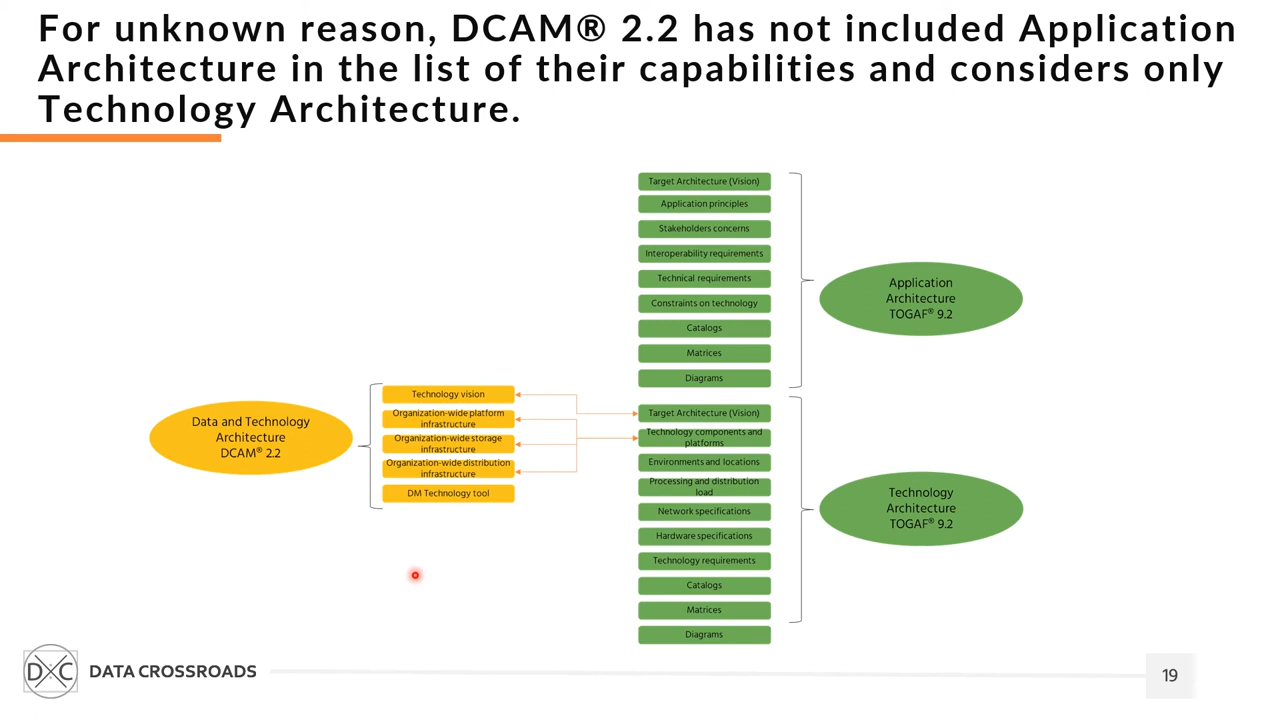 For unknown reason, DCAM® 2.2 has not included Application
Architecture in the list of their capabilities and considers only
Technology Architecture.
Target Architecture (Vision)
Application principles
Stakeholders concerns
Interoperability requirements
Technical requirements
Constraints on technology
Catalogs
Matrices
Diagrams
Application
Architecture
TOGAF® 9.2
Data and Technology
Architecture
DCAM® 2.2
Technology vision
Organization-wide platform
infrastructure
Organization-wide storage
infrastructure
Organization-wide distribution
infrastructure
DM Technology tool
Target Architecture (Vision)
Technology components and
platforms
Environments and locations
Processing and distribution
load
Network specifications
Hardware specifications
Technology requirements
Catalogs
Matrices
Diagrams
Technology
Architecture
TOGAF® 9.2
DC
DATA CROSSROADS
19